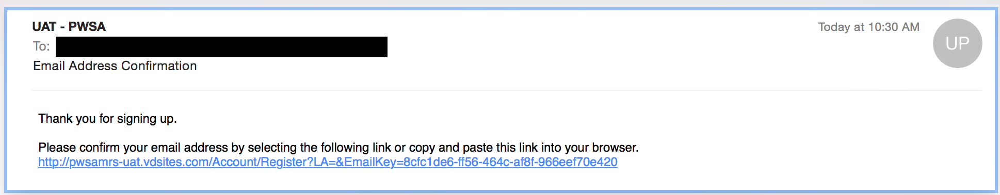 UAT - PWSA
Today at 10:30 AM
UP
To:
Email Address Confirmation
Thank you for signing up.
Please confirm your email address by selecting the following link or copy and paste this link into your browser.
http://pwsamrs-uat.vdsites.com/Account/Register?LA=&EmailKey=8cfc1de6-ff56-464c-af8f-966eef70e420